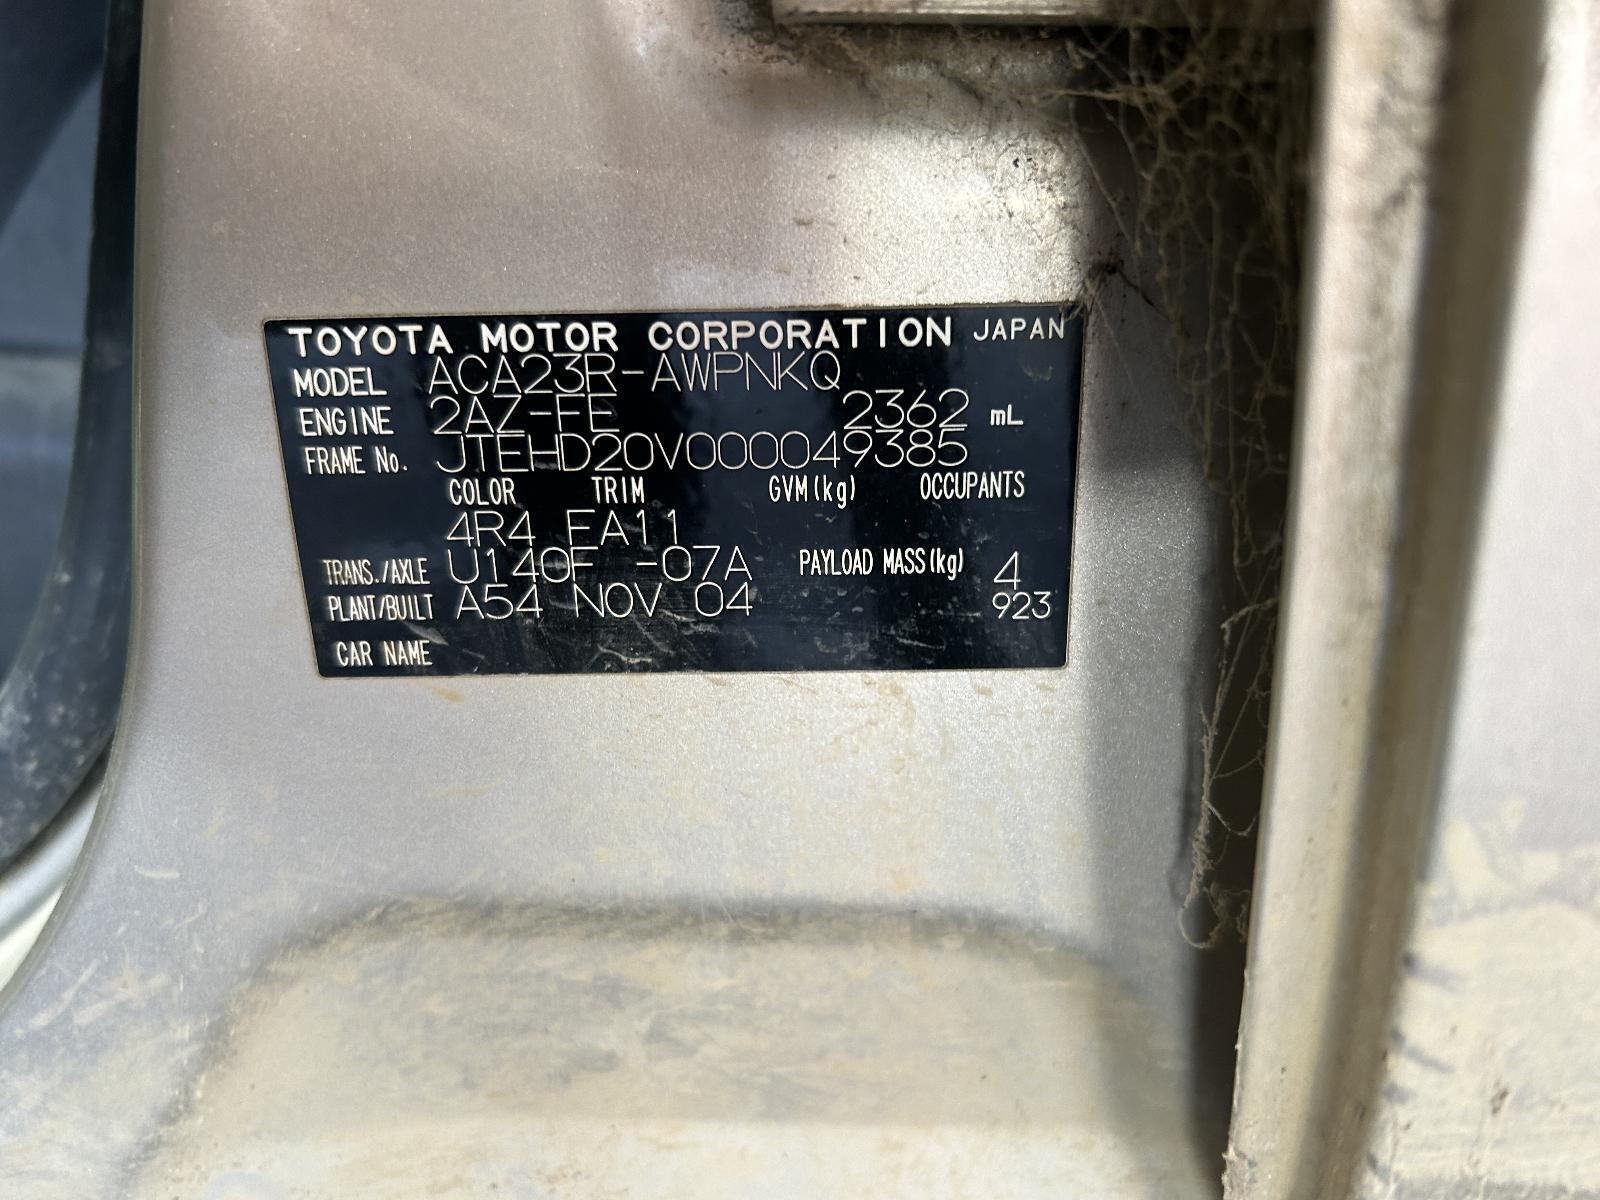 TOYOTA MOTOR CORPORATION JAPAN
MODEL ACA23R-AWPNKQ
ENGINE 2AZ-FE 2362 mL
FRAME No. JTEHD20V000049385
COLOR TRIM GVM(kg) OCCUPANTS
4R4 FA11
TRANS./AXLE U140F -07A PAYLOAD MASS(kg) 4
PLANT/BUILT A54 NOV 04 923
CAR NAME